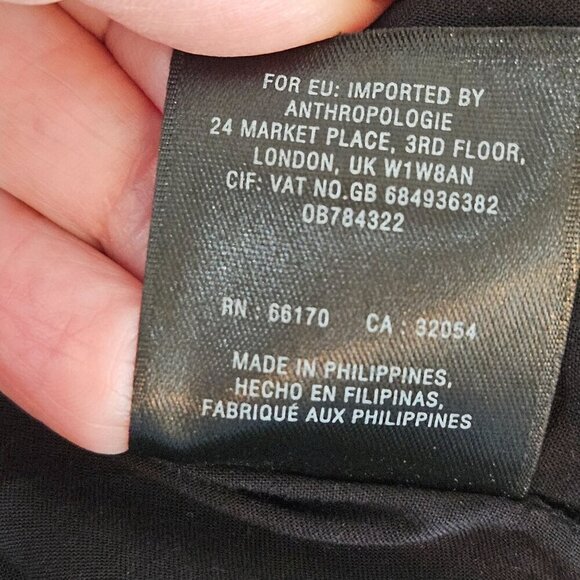 FOR EU: IMPORTED BY
ANTHROPOLOGIE
24 MARKET PLACE, 3RD FLOOR,
LONDON, UK W1W8AN
CIF: VAT NO.GB 684936382
OB784322
RN : 66170 CA : 32054
MADE IN PHILIPPINES,
HECHO EN FILIPINAS,
FABRIQUÉ AUX PHILIPPINES